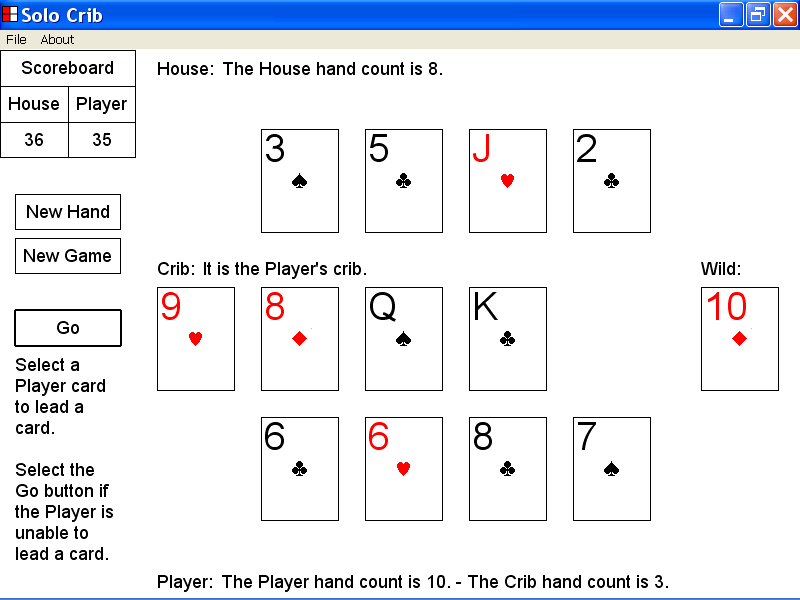 Solo Crib
File About
Scoreboard
House Player
36 35
House: The House hand count is 8.
3 5 J 2
New Hand
New Game
Crib: It is the Player's crib.
Wild:
9 8 Q K 10
Go
Select a
Player card
to lead a
card.
Select the
Go button if
the Player is
unable to
lead a card.
6 6 8 7
Player: The Player hand count is 10. - The Crib hand count is 3.